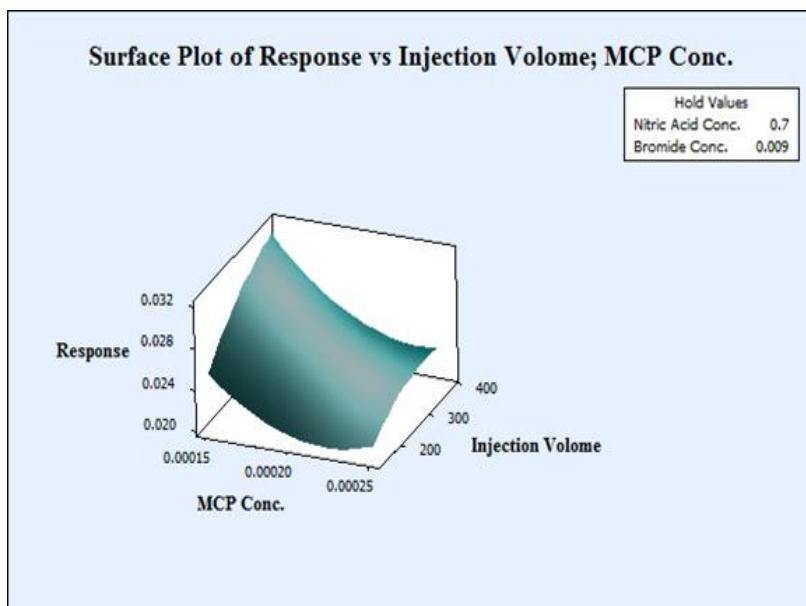 Surface Plot of Response vs Injection Volome; MCP Conc.
Hold Values
Nitric Acid Conc. 0.7
Bromide Conc. 0.009
0.032
0.028
Response
0.024
0.020
0.00015
0.00020
0.00025
MCP Conc.
400
300
200
Injection Volome